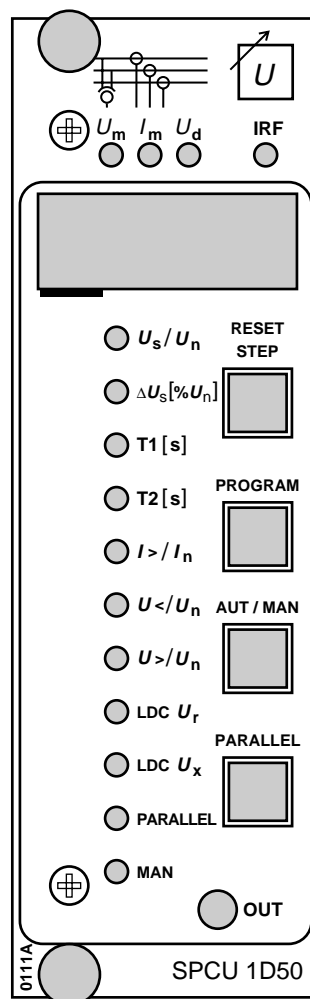 U
Um Im Ud IRF
Us/Un
RESET
STEP
ΔUs[%Un]
T1[s]
T2[s]
PROGRAM
I>/In
U</Un
AUT/MAN
U>/Un
LDC Ur
PARALLEL
LDC Ux
PARALLEL
MAN
OUT
0111A
SPCU 1D50